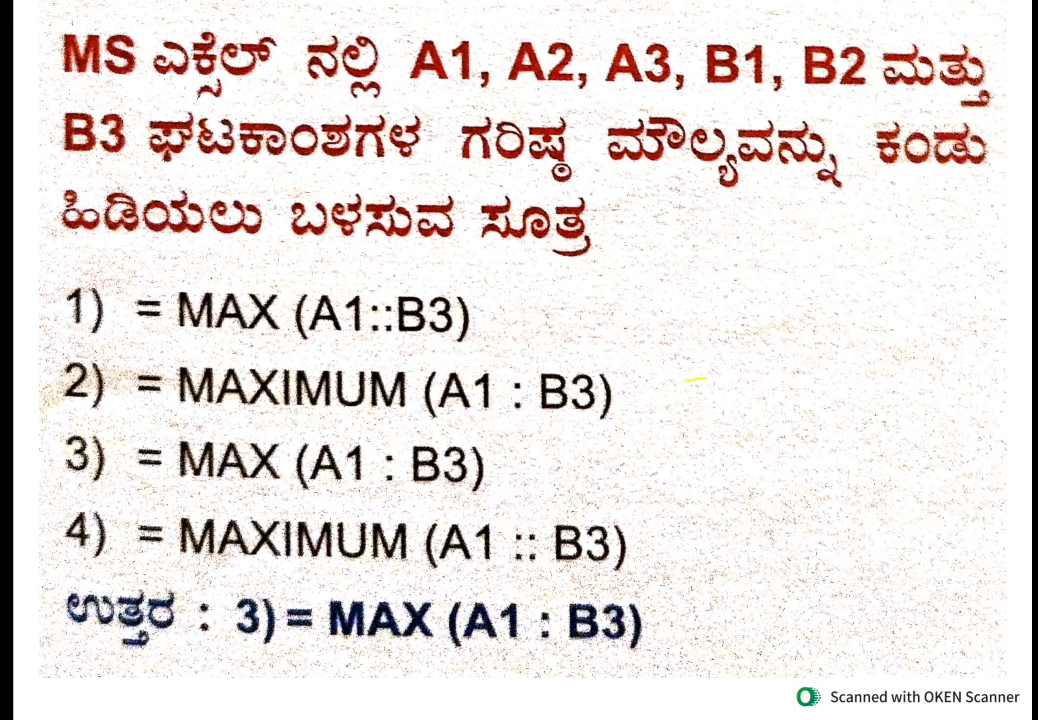 MS ಎಕ್ಸೆಲ್ ನಲ್ಲಿ A1, A2, A3, B1, B2 ಮತ್ತು
B3 ಘಟಕಾಂಶಗಳ ಗರಿಷ್ಠ ಮೌಲ್ಯವನ್ನು ಕಂಡು
ಹಿಡಿಯಲು ಬಳಸುವ ಸೂತ್ರ
1) = MAX (A1::B3)
2) = MAXIMUM (A1 : B3)
3) = MAX (A1 : B3)
4) = MAXIMUM (A1 :: B3)
ಉತ್ತರ : 3) = MAX (A1 : B3)
Scanned with OKEN Scanner